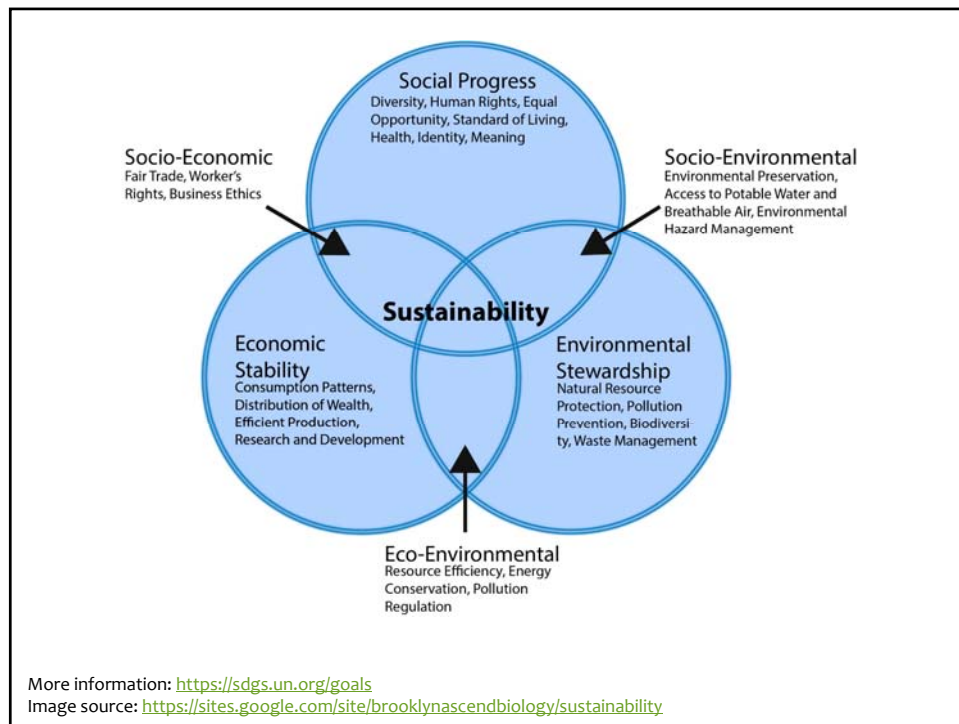 Social Progress
Diversity, Human Rights, Equal
Opportunity, Standard of Living,
Health, Identity, Meaning
Socio-Economic
Fair Trade, Worker's
Rights, Business Ethics
Socio-Environmental
Environmental Preservation,
Access to Potable Water and
Breathable Air, Environmental
Hazard Management
Sustainability
Economic
Stability
Consumption Patterns,
Distribution of Wealth,
Efficient Production,
Research and Development
Environmental
Stewardship
Natural Resource
Protection, Pollution
Prevention, Biodiversi-
ty, Waste Management
Eco-Environmental
Resource Efficiency, Energy
Conservation, Pollution
Regulation
More information: https://sdgs.un.org/goals
Image source: https://sites.google.com/site/brooklynascendbiology/sustainability